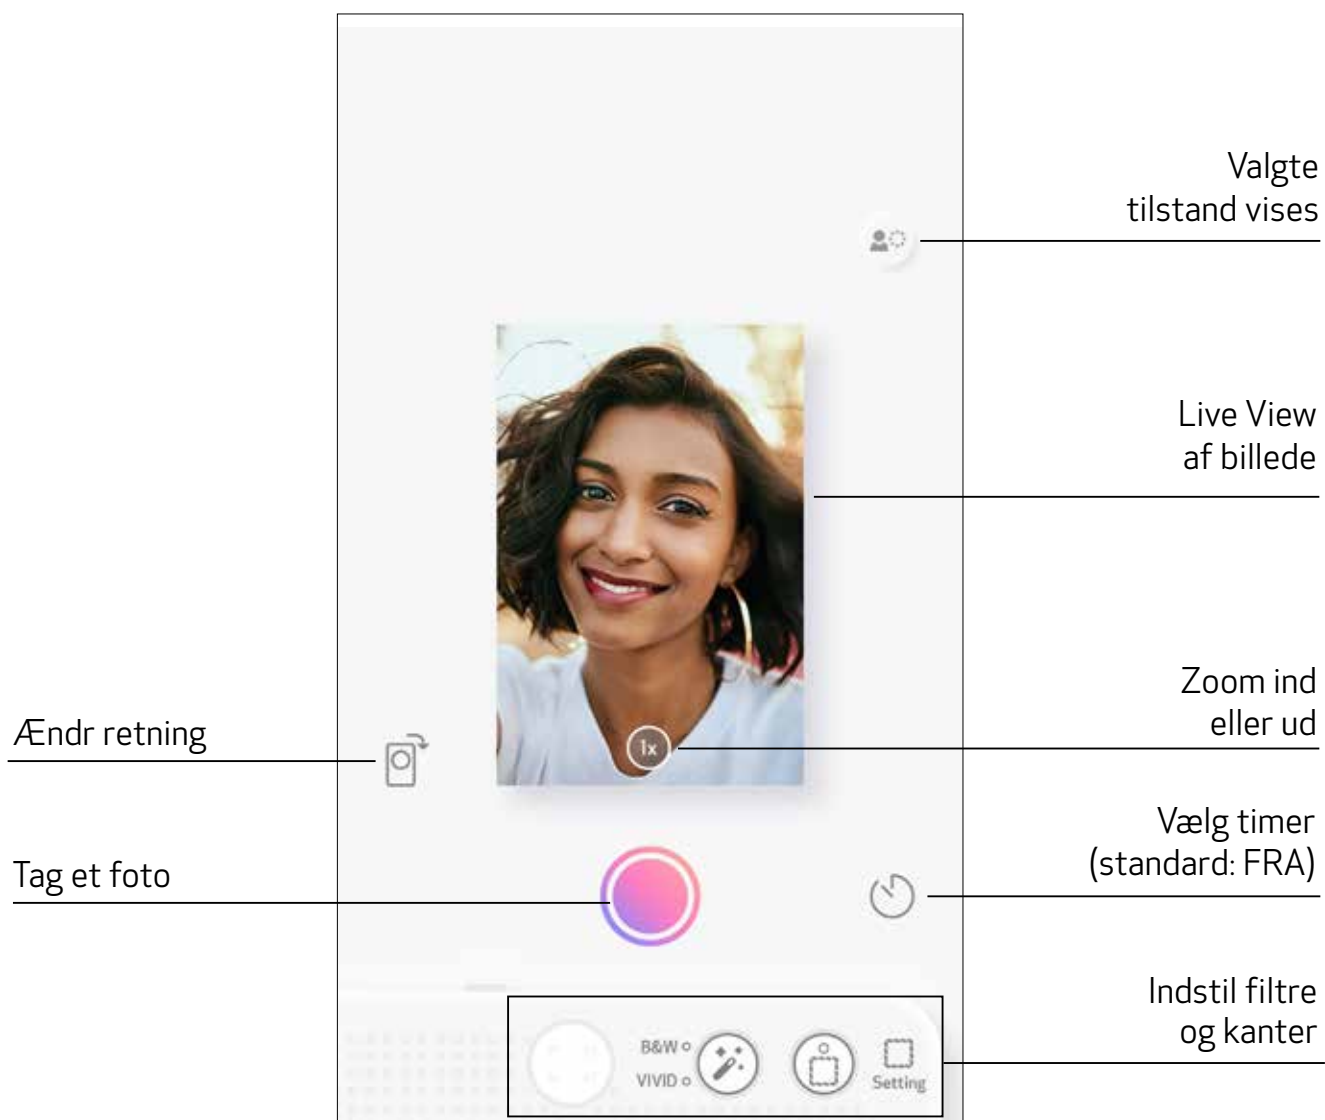 Valgte
tilstand vises
Live View
af billede
Zoom ind
eller ud
Ændr retning
1x
Vælg timer
(standard: FRA)
Tag et foto
Indstil filtre
og kanter
B&W
VIVID
Setting